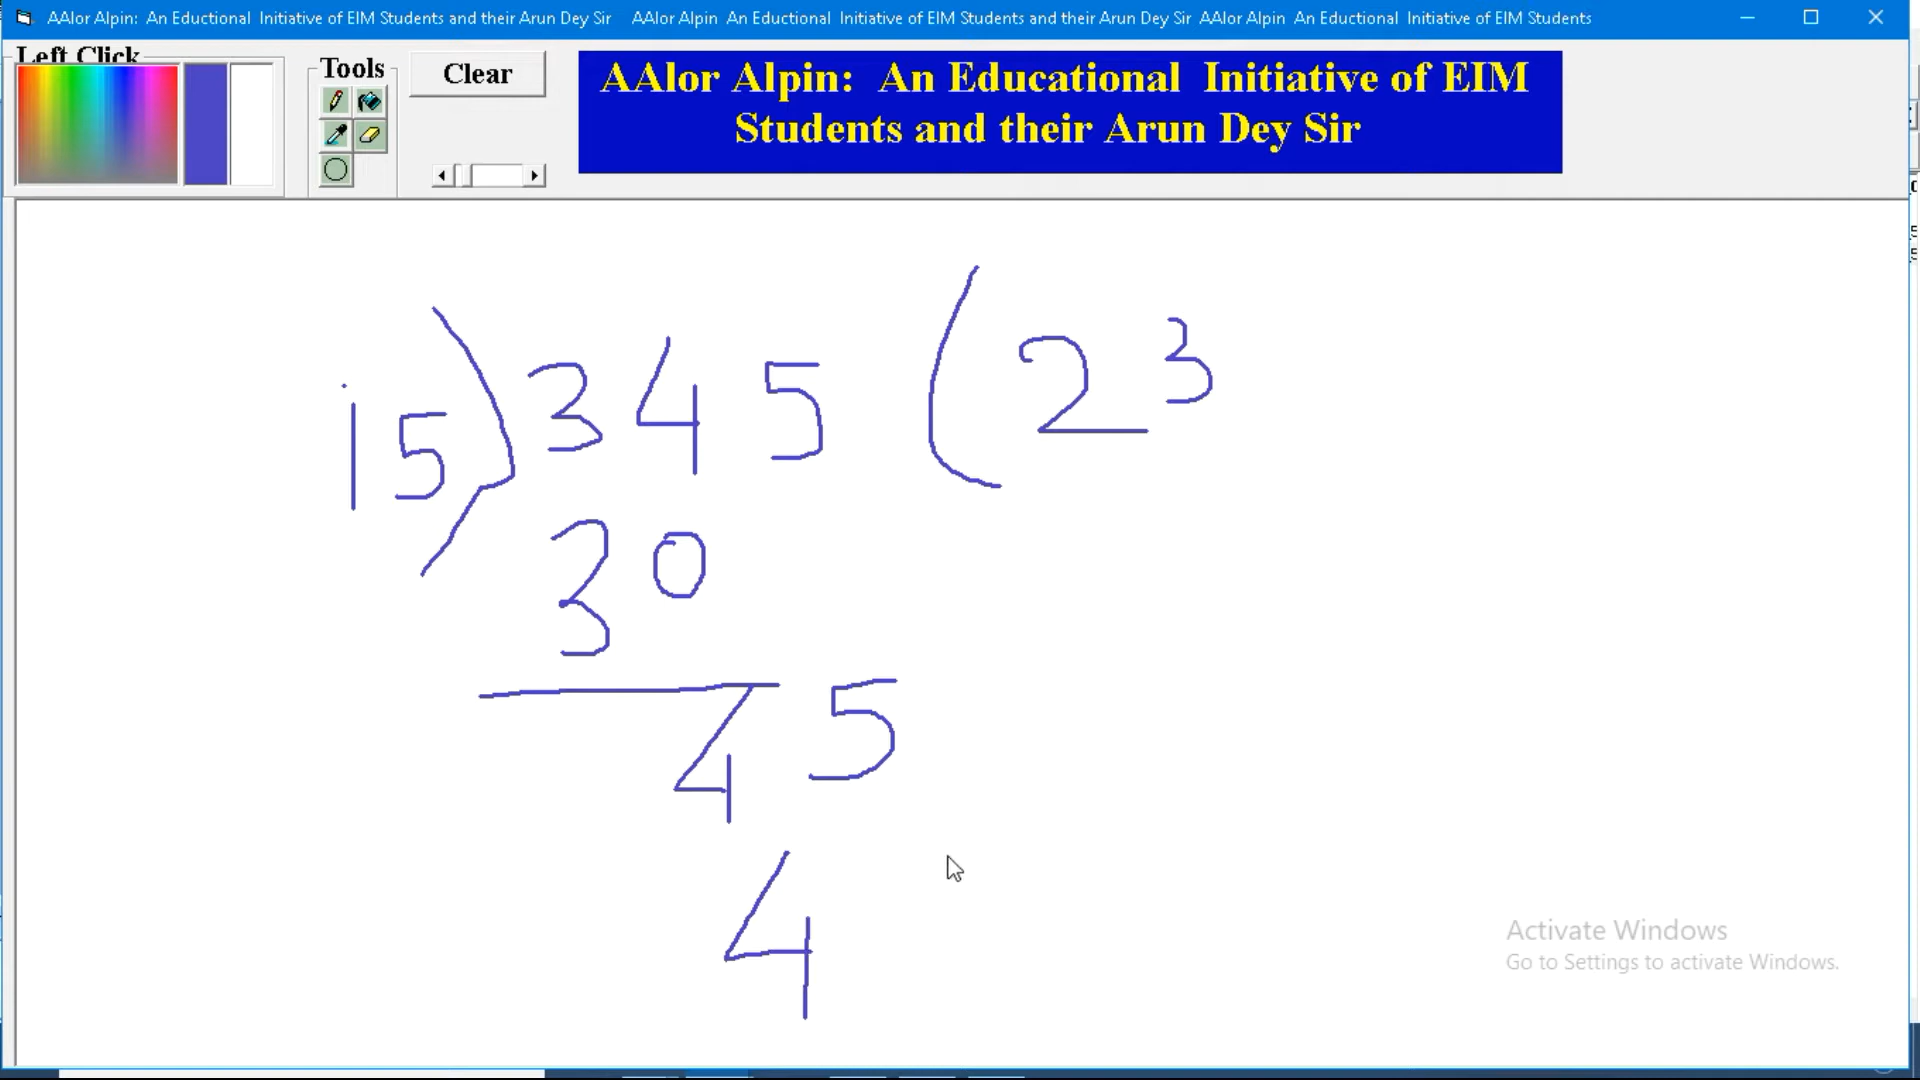 AAlor Alpin:  An Eductional  Initiative of EIM Students and their Arun Dey Sir     AAlor Alpin  An Eductional  Initiative of EIM Students and their Arun Dey Sir  AAlor Alpin  An Eductional  Initiative of EIM Students
Left Click
Tools
Clear
AAlor Alpin:  An Educational  Initiative of EIM
Students and their Arun Dey Sir
15)345(23
30
45
4
Activate Windows
Go to Settings to activate Windows.